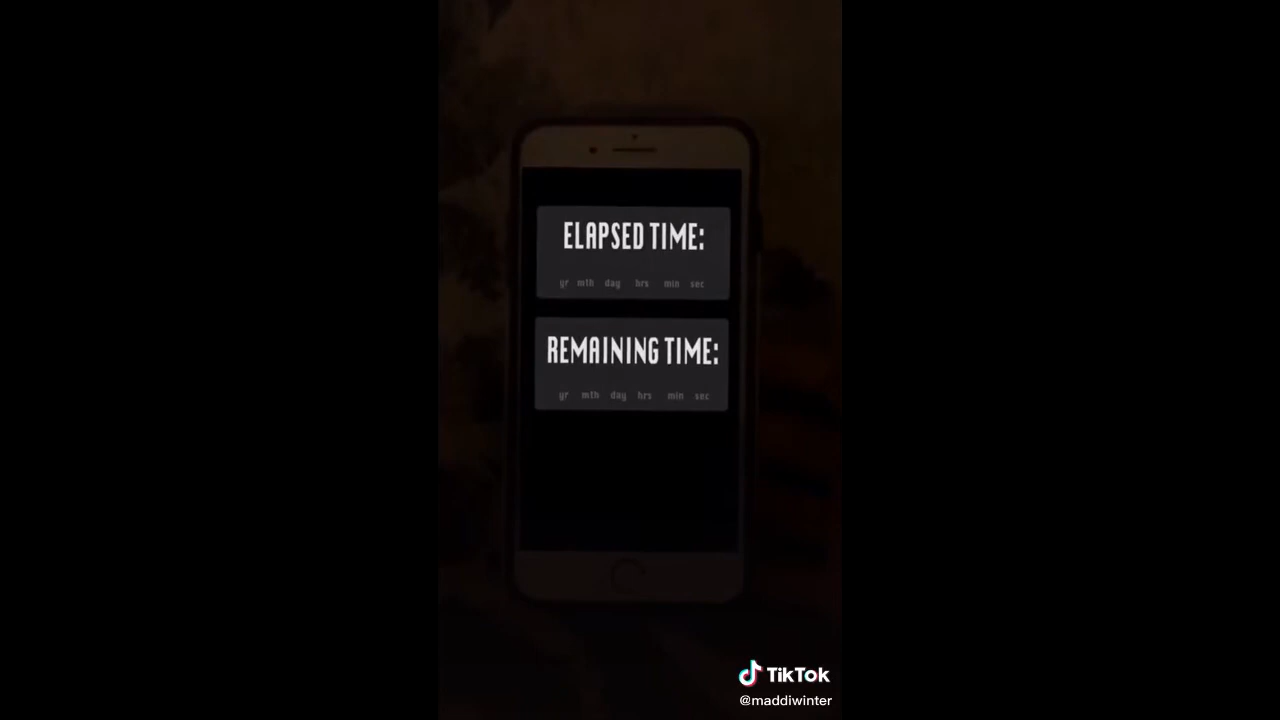 ELAPSED TIME:
yr mth day hrs min sec
REMAINING TIME:
yr mth day hrs min sec
TikTok
@maddiwinter